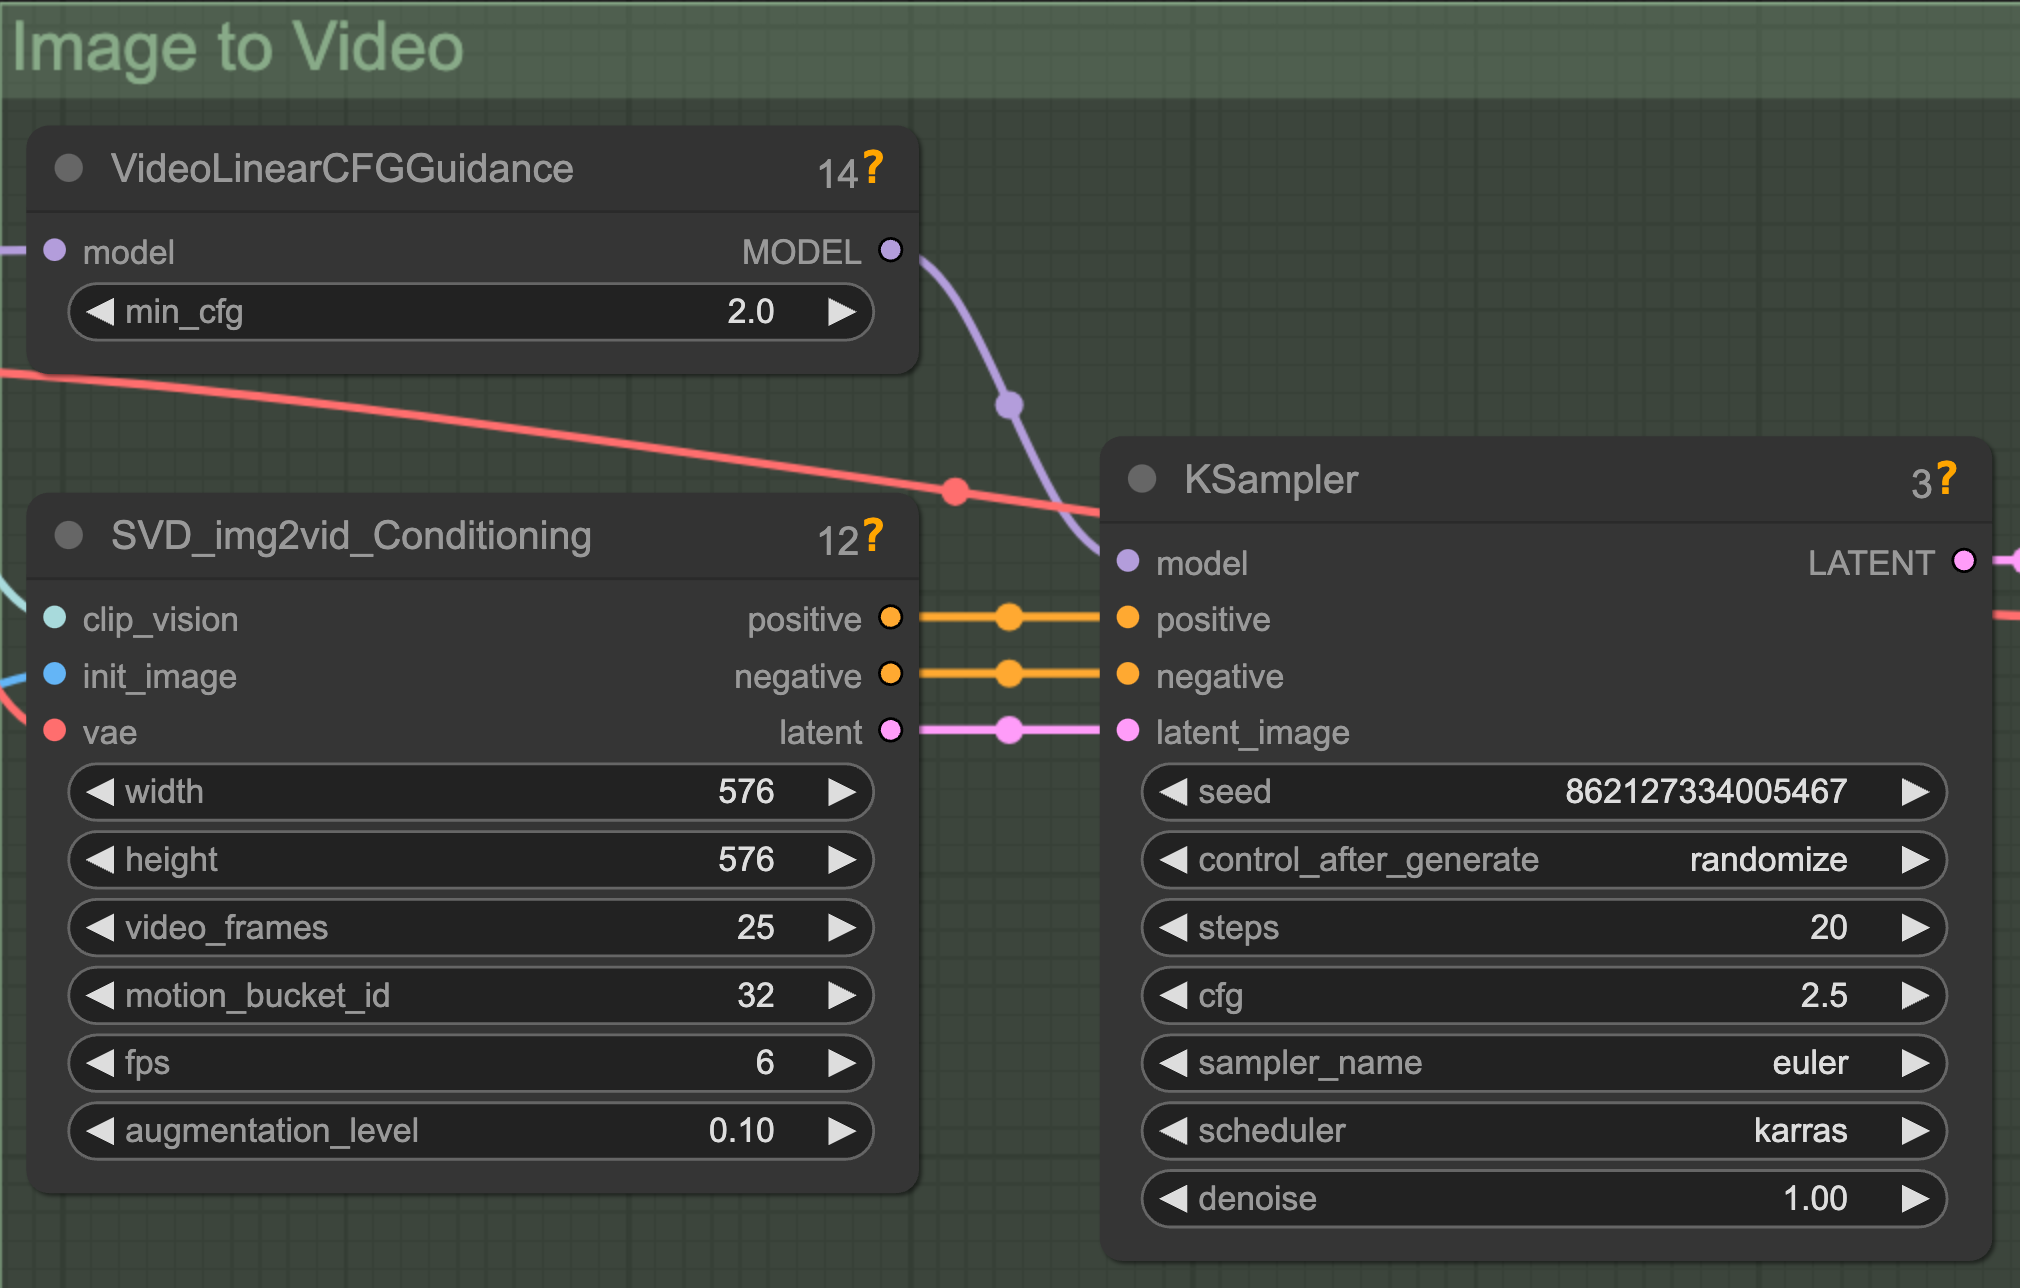 Image to Video
VideoLinearCFGGuidance 14?
model MODEL
min_cfg 2.0
SVD_img2vid_Conditioning 12?
clip_vision positive
init_image negative
vae latent
width 576
height 576
video_frames 25
motion_bucket_id 32
fps 6
augmentation_level 0.10
KSampler 3?
model LATENT
positive
negative
latent_image
seed 862127334005467
control_after_generate randomize
steps 20
cfg 2.5
sampler_name euler
scheduler karras
denoise 1.00